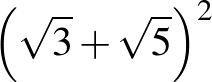 (√3 + √5)²